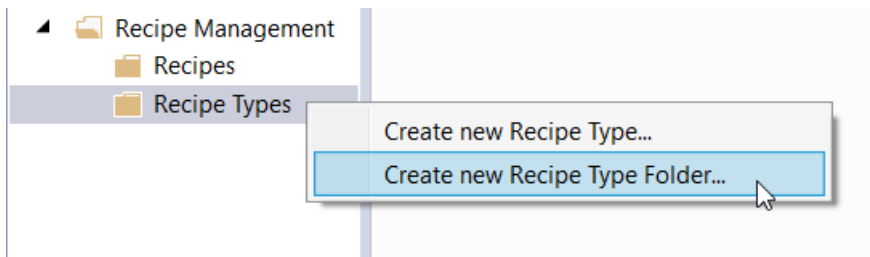 Recipe Management
Recipes
Recipe Types
Create new Recipe Type...
Create new Recipe Type Folder...